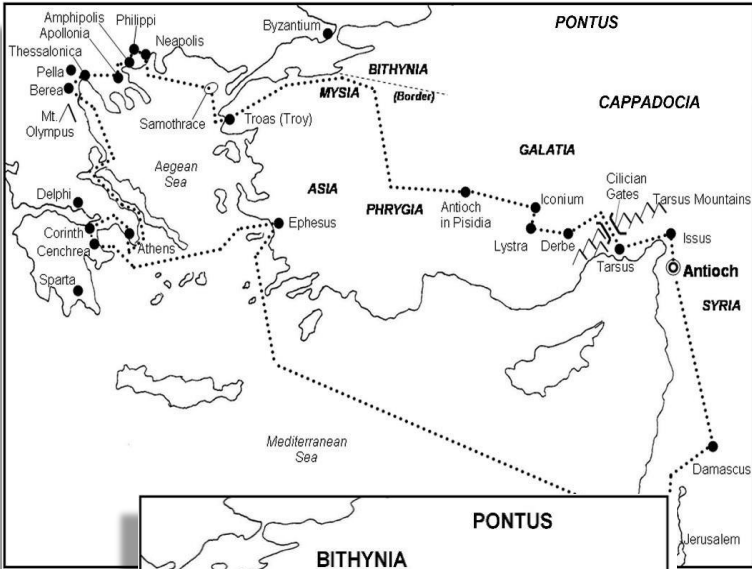 Philippi
Amphipolis
Apollonia
Neapolis
Thessalonica
Pella
Berea
Mt.
Olympus
Samothrace
Byzantium
PONTUS
BITHYNIA
MYSIA
(Border)
Troas (Troy)
CAPPADOCIA
GALATIA
Aegean
Sea
ASIA
PHRYGIA
Antioch
in Pisidia
Iconium
Lystra
Derbe
Cilician
Gates
Tarsus Mountains
Tarsus
Issus
Antioch
SYRIA
Delphi
Corinth
Cenchrea
Athens
Sparta
Ephesus
Mediterranean
Sea
Damascus
Jerusalem
PONTUS
BITHYNIA